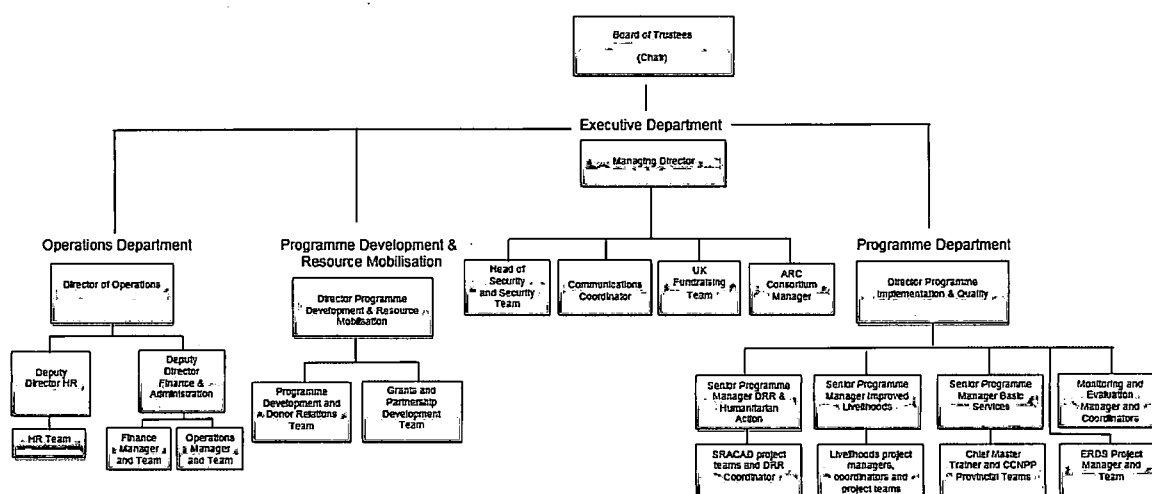 Board of Trustees
(Chair)
Executive Department
Managing Director
Operations Department
Director of Operations
Deputy
Director HR
HR Team
Deputy
Director
Finance &
Administration
Finance
Manager
and Team
Operations
Manager
and Team
Programme Development &
Resource Mobilisation
Director Programme
Development & Resource
Mobilisation
Programme
Development and
Donor Relations
Team
Grants and
Partnership
Development
Team
Head of
Security
and Security
Team
Communications
Coordinator
UK
Fundraising
Team
ARC
Consortium
Manager
Programme Department
Director Programme
Implementation & Quality
Senior Programme
Manager DRR &
Humanitarian
Action
SRACAD project
teams and DRR
Coordinator
Senior Programme
Manager Improved
Livelihoods
Livelihoods project
managers,
coordinators and
project teams
Senior Programme
Manager Basic
Services
Chief Master
Trainer and CCNPP
Provincial Teams
Monitoring and
Evaluation
Manager and
Coordinators
ERDS Project
Manager and
Team